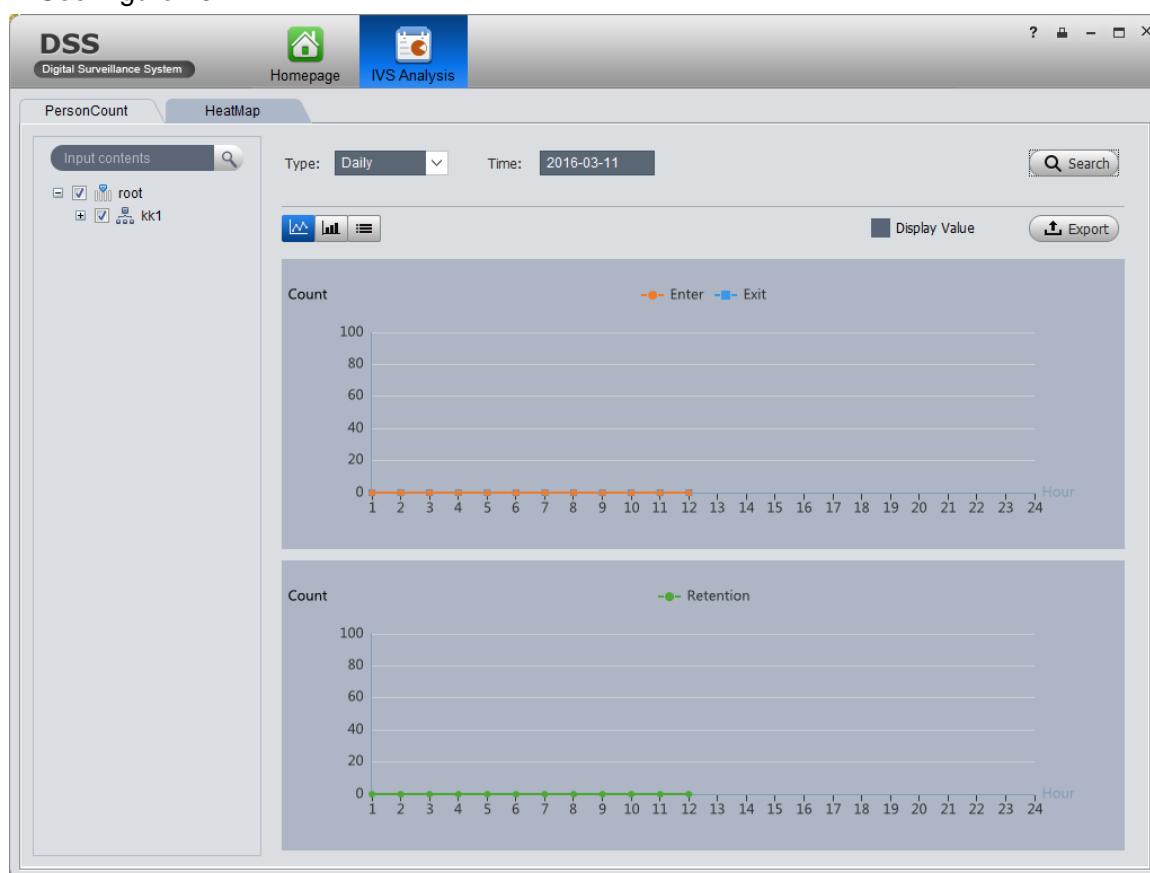 DSS
Digital Surveillance System
Homepage
IVS Analysis
?
PersonCount
HeatMap
Input contents
root
kk1
Type: Daily Time: 2016-03-11 Search
Display Value Export
Count
Enter Exit
100
80
60
40
20
0
1 2 3 4 5 6 7 8 9 10 11 12 13 14 15 16 17 18 19 20 21 22 23 24
Hour
Count
Retention
100
80
60
40
20
0
1 2 3 4 5 6 7 8 9 10 11 12 13 14 15 16 17 18 19 20 21 22 23 24
Hour